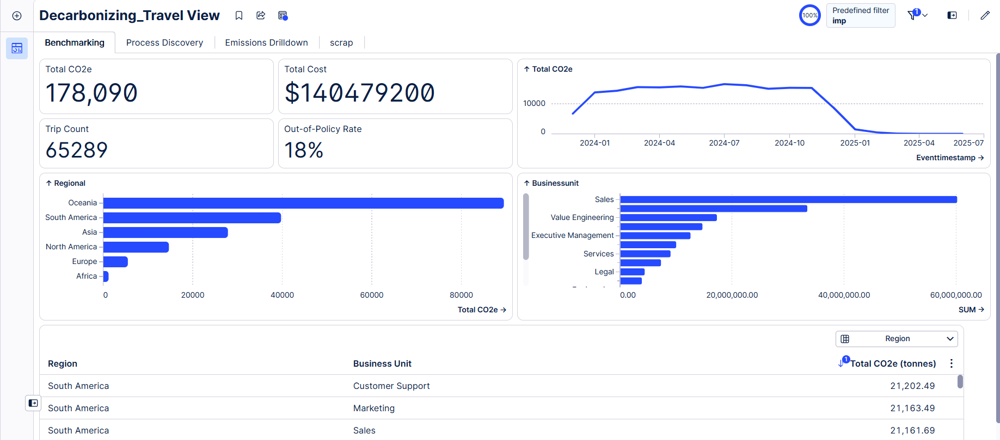 Decarbonizing_Travel View
100%
Predefined filter
imp
1
Benchmarking
Process Discovery
Emissions Drilldown
scrap
Total CO2e
178,090
Total Cost
$140479200
Trip Count
65289
Out-of-Policy Rate
18%
↑ Total CO2e
10000
0
2024-01 2024-04 2024-07 2024-10 2025-01 2025-04 2025-07
Eventtimestamp →
↑ Regional
Oceania
South America
Asia
North America
Europe
Africa
0 20000 40000 60000 80000
Total CO2e →
↑ Businessunit
Sales
Value Engineering
Executive Management
Services
Legal
0.00 20,000,000.00 40,000,000.00 60,000,000.00
SUM →
Region
Region Business Unit 1 Total CO2e (tonnes)
South America Customer Support 21,202.49
South America Marketing 21,163.49
South America Sales 21,161.69